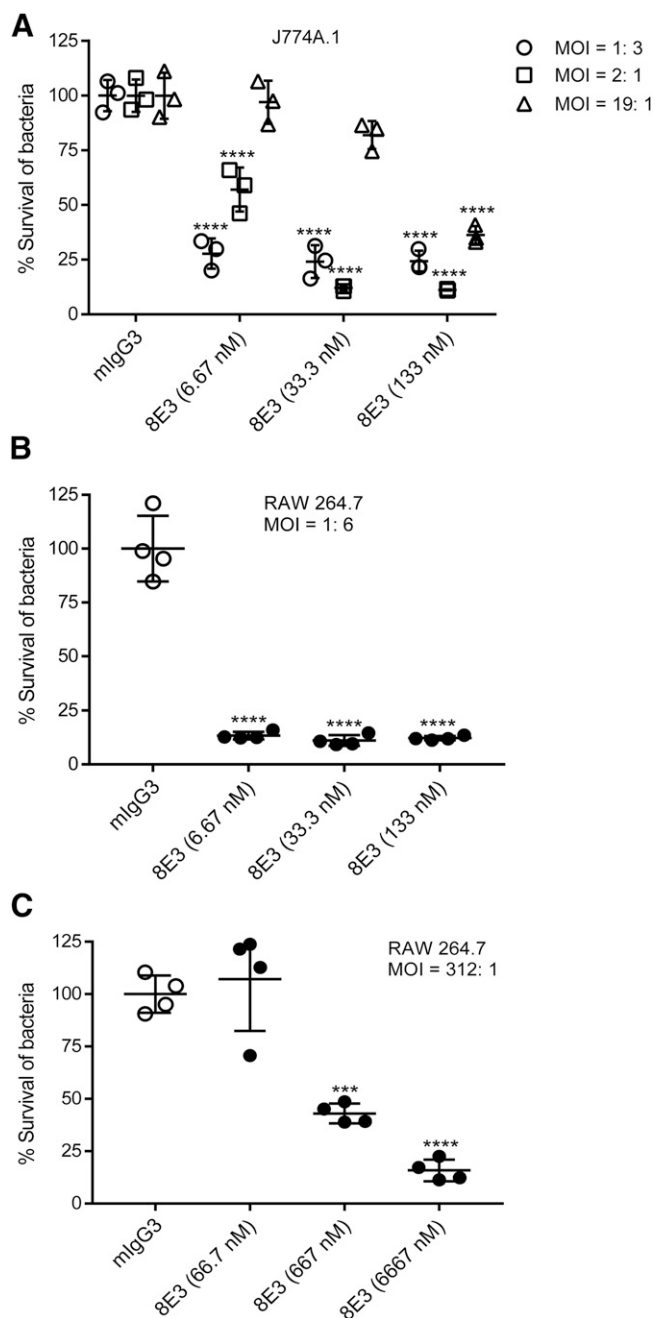 A
J774A.1
MOI = 1: 3
MOI = 2: 1
MOI = 19: 1
% Survival of bacteria
125
100
75
50
25
0
****
****
****
****
****
****
****
mIgG3
8E3 (6.67 nM)
8E3 (33.3 nM)
8E3 (133 nM)
B
RAW 264.7
MOI = 1: 6
% Survival of bacteria
125
100
75
50
25
0
****
****
****
mIgG3
8E3 (6.67 nM)
8E3 (33.3 nM)
8E3 (133 nM)
C
RAW 264.7
MOI = 312: 1
% Survival of bacteria
125
100
75
50
25
0
***
****
mIgG3
8E3 (66.7 nM)
8E3 (667 nM)
8E3 (6667 nM)